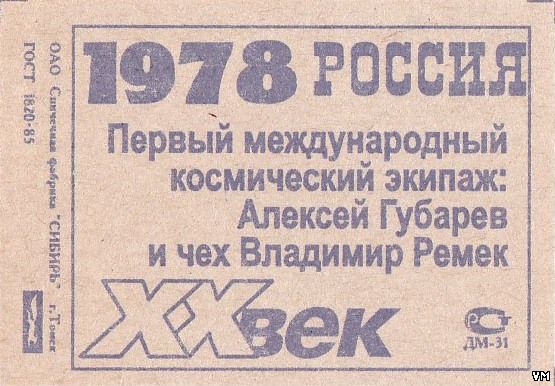 1978 РОССИЯ
Первый международный
космический экипаж:
Алексей Губарев
и чех Владимир Ремек
XX век
РСТ
ДМ-31
ОАО Спичечная фабрика "СИБИРЬ" г.Томск
ГОСТ 1820-85
VM